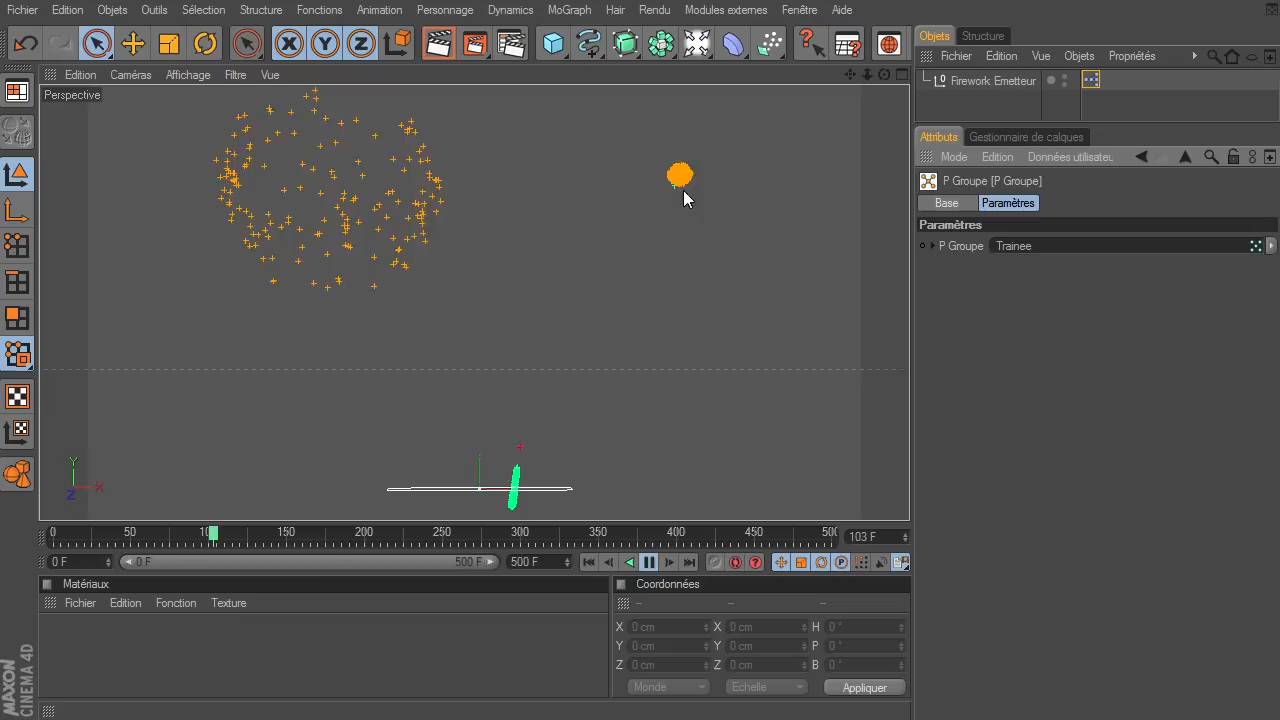 Fichier Edition Objets Outils Sélection Structure Fonctions Animation Personnage Dynamics MoGraph Hair Rendu Modules externes Fenêtre Aide
X Y Z
Objets Structure
Fichier Edition Vue Objets Propriétés
Edition Caméras Affichage Filtre Vue
Firewok Emetteur
Perspective
Attributs Gestionnaire de calques
Mode Edition Données utilisateu
P Groupe [P Groupe]
Base Paramètres
Paramètres
P Groupe Trainee
Y
Z X
0 50 10 150 200 250 300 350 400 450 500 103 F
0 F 0 F 500 F 500 F
Matériaux Coordonnées
Fichier Edition Fonction Texture
X 0 cm X 0 cm H 0 °
Y 0 cm Y 0 cm P 0 °
Z 0 cm Z 0 cm B 0 °
Monde Echelle Appliquer
MAXON
CINEMA 4D